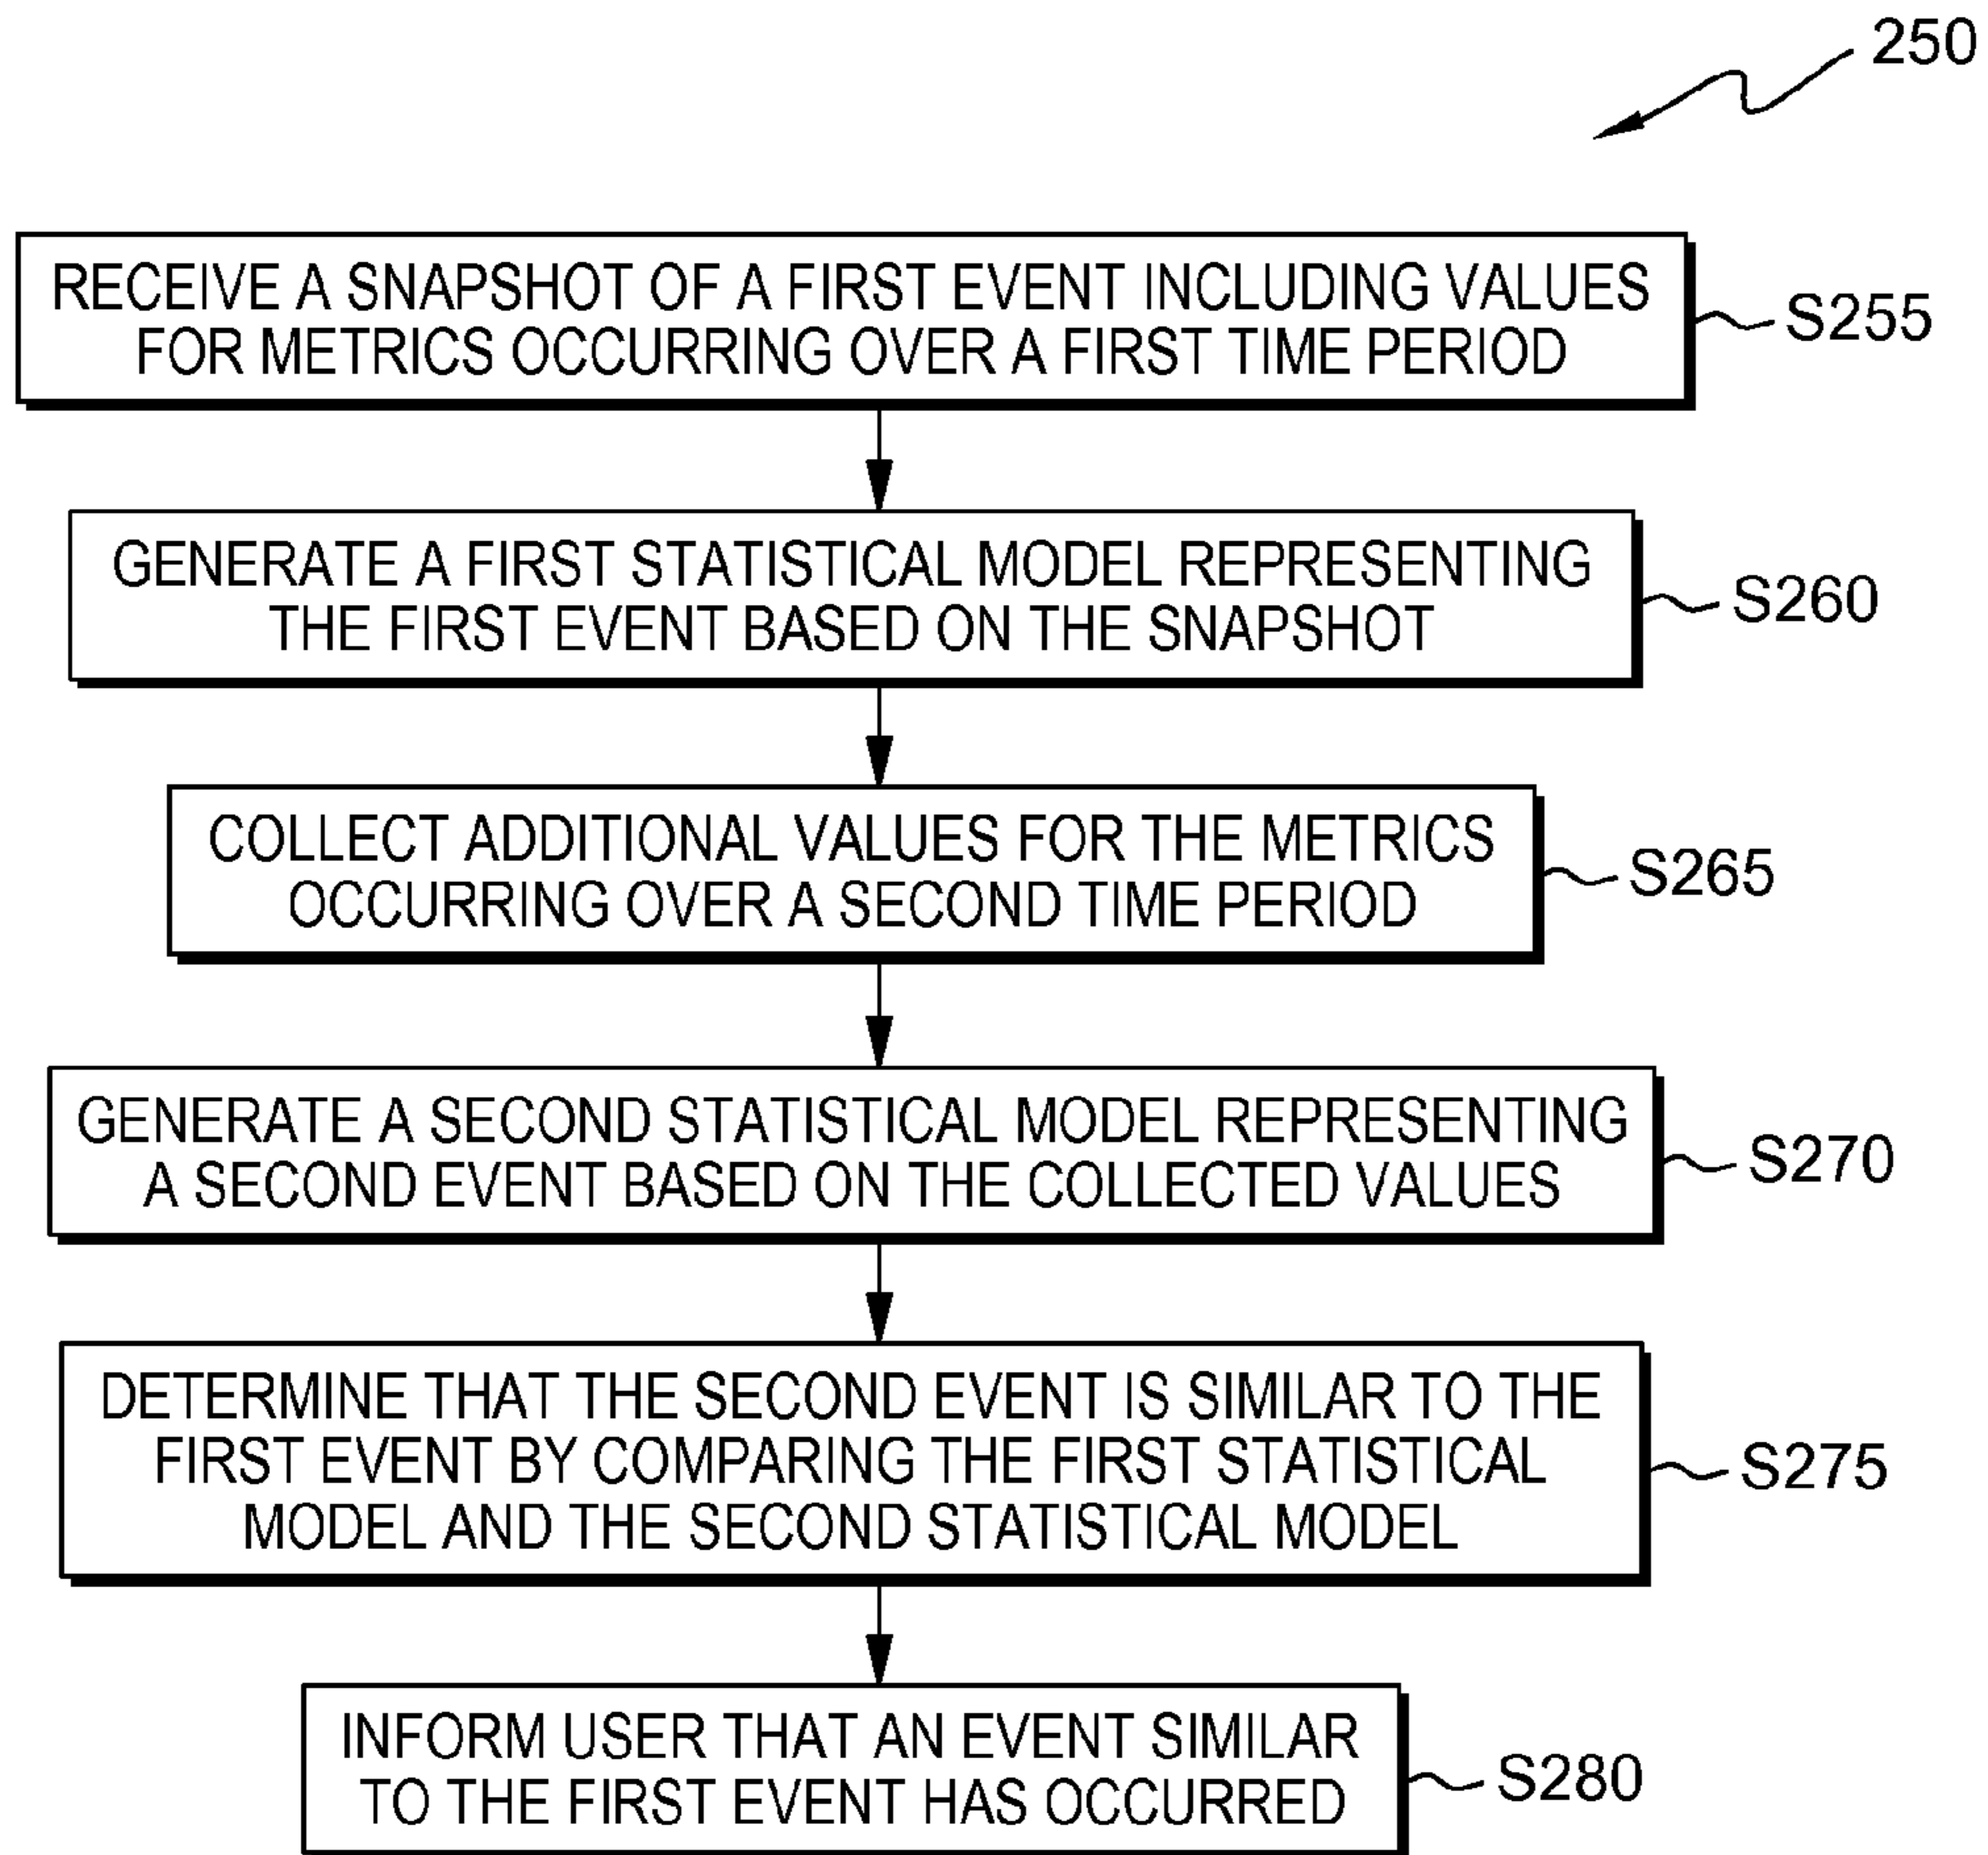 250
RECEIVE A SNAPSHOT OF A FIRST EVENT INCLUDING VALUES
FOR METRICS OCCURRING OVER A FIRST TIME PERIOD
S255
GENERATE A FIRST STATISTICAL MODEL REPRESENTING
THE FIRST EVENT BASED ON THE SNAPSHOT
S260
COLLECT ADDITIONAL VALUES FOR THE METRICS
OCCURRING OVER A SECOND TIME PERIOD
S265
GENERATE A SECOND STATISTICAL MODEL REPRESENTING
A SECOND EVENT BASED ON THE COLLECTED VALUES
S270
DETERMINE THAT THE SECOND EVENT IS SIMILAR TO THE
FIRST EVENT BY COMPARING THE FIRST STATISTICAL
MODEL AND THE SECOND STATISTICAL MODEL
S275
INFORM USER THAT AN EVENT SIMILAR
TO THE FIRST EVENT HAS OCCURRED
S280